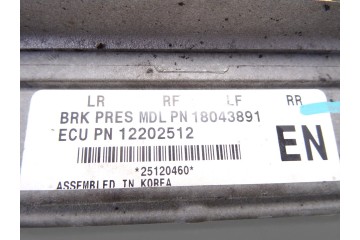 LR RF LF RR
BRK PRES MDL PN 18043891
ECU PN 12202512
EN
*25120460*
ASSEMBLED IN KOREA